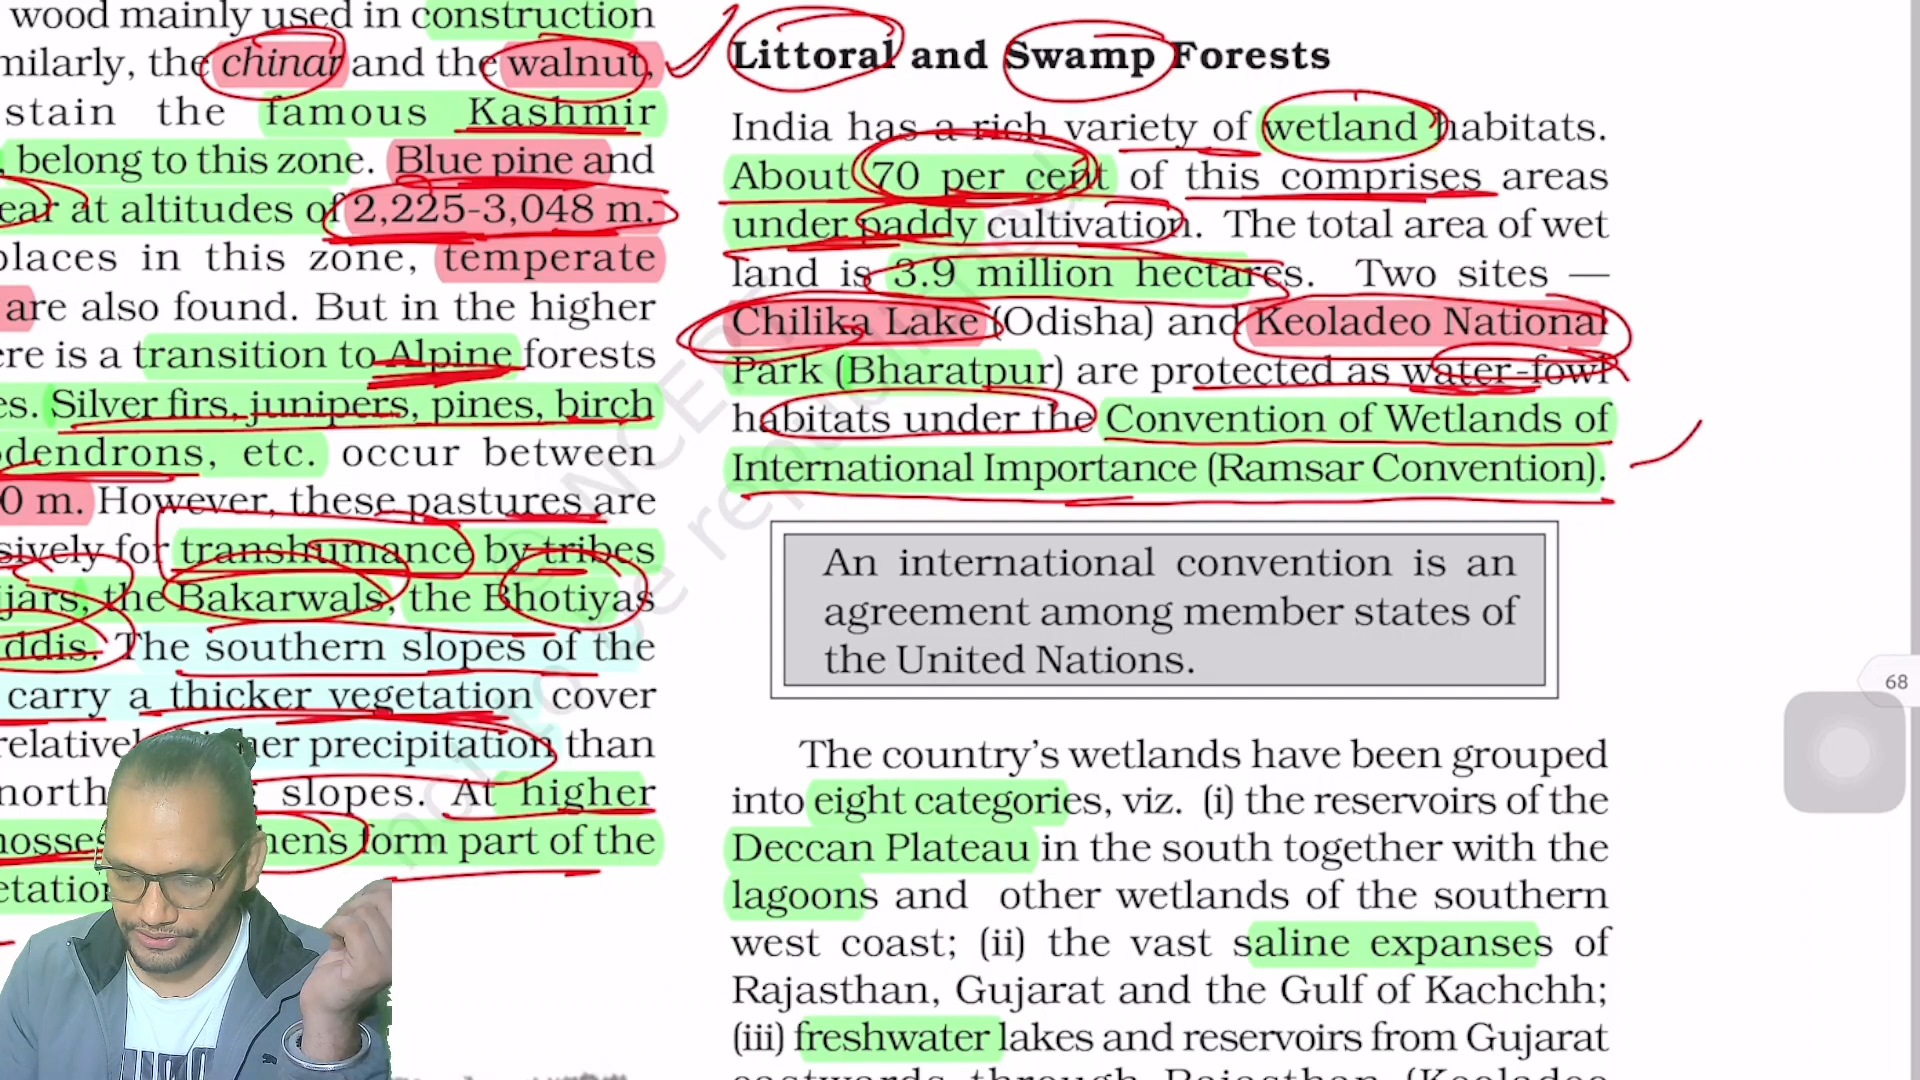 wood mainly used in construction
milarly, the chinar and the walnut,
stain the famous Kashmir
, belong to this zone. Blue pine and
ear at altitudes of 2,225-3,048 m.
places in this zone, temperate
are also found. But in the higher
ere is a transition to Alpine forests
es. Silver firs, junipers, pines, birch
odendrons, etc. occur between
0 m. However, these pastures are
sively for transhumance by tribes
ijjars, the Bakarwals, the Bhotiyas
ddis. The southern slopes of the
carry a thicker vegetation cover
relatively higher precipitation than
north slopes. At higher
mosses hens form part of the
etation
Littoral and Swamp Forests
India has a rich variety of wetland habitats.
About 70 per cent of this comprises areas
under paddy cultivation. The total area of wet
land is 3.9 million hectares. Two sites —
Chilika Lake (Odisha) and Keoladeo National
Park (Bharatpur) are protected as water-fowl
habitats under the Convention of Wetlands of
International Importance (Ramsar Convention).
An international convention is an
agreement among member states of
the United Nations.
The country's wetlands have been grouped
into eight categories, viz. (i) the reservoirs of the
Deccan Plateau in the south together with the
lagoons and other wetlands of the southern
west coast; (ii) the vast saline expanses of
Rajasthan, Gujarat and the Gulf of Kachchh;
(iii) freshwater lakes and reservoirs from Gujarat
eastwards through Rajasthan (Keoladeo
68